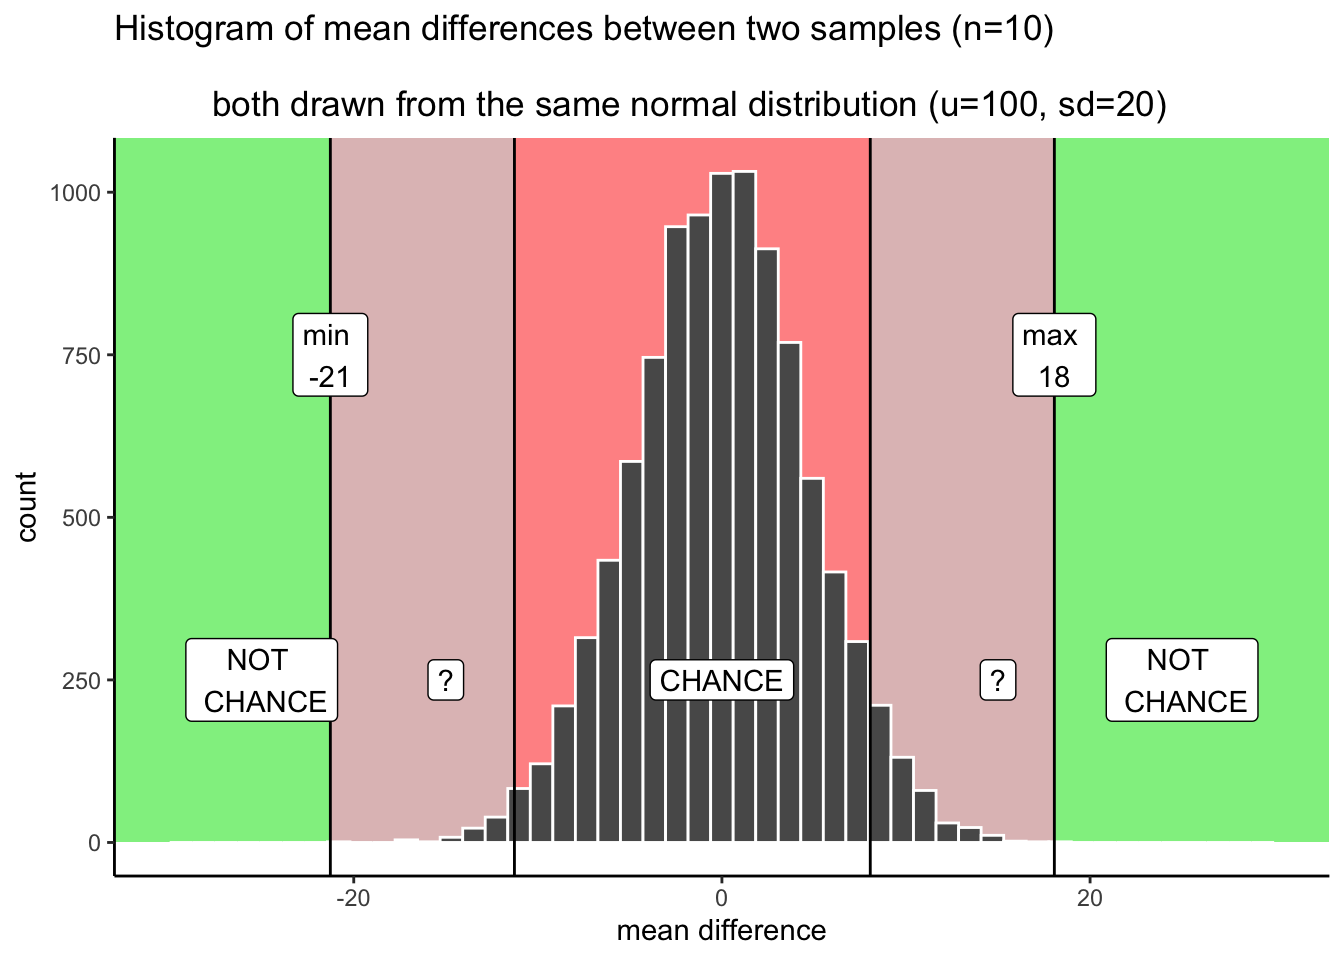 Histogram of mean differences between two samples (n=10)
both drawn from the same normal distribution (u=100, sd=20)
1000
750
500
250
0
count
min
-21
max
18
NOT
CHANCE
?
CHANCE
?
NOT
CHANCE
-20
0
20
mean difference